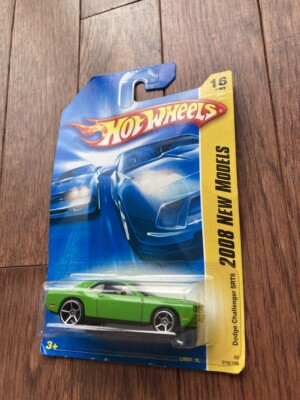 16
HOT WHEELS
2008 NEW MODELS
Dodge Challenger SRT8
3+